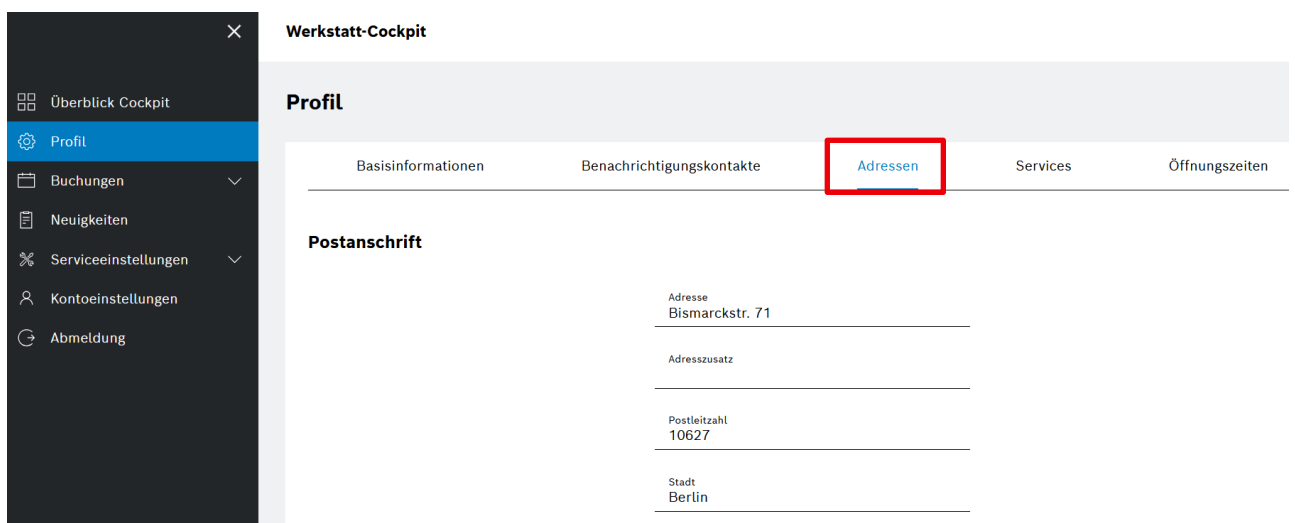 Werkstatt-Cockpit
Überblick Cockpit
Profil
Buchungen
Neuigkeiten
Serviceeinstellungen
Kontoeinstellungen
Abmeldung
Profil
Basisinformationen Benachrichtigungskontakte Adressen Services Öffnungszeiten
Postanschrift
Adresse
Bismarckstr. 71
Adresszusatz
Postleitzahl
10627
Stadt
Berlin